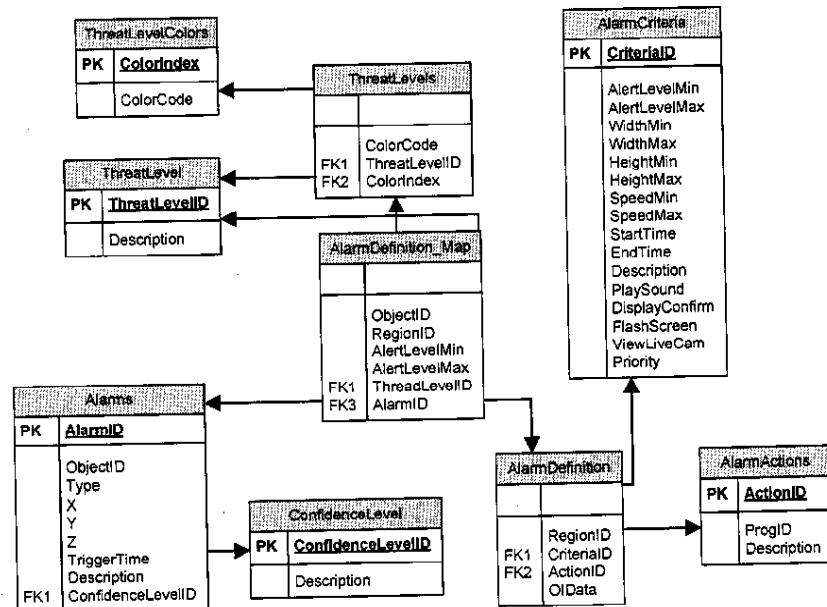 ThreatLevelColors
PK ColorIndex
ColorCode
ThreatLevels
ColorCode
FK1 ThreatLevelID
FK2 ColorIndex
ThreatLevel
PK ThreatLevelID
Description
AlarmDefinition_Map
ObjectID
RegionID
AlertLevelMin
AlertLevelMax
FK1 ThreadLevelID
FK3 AlarmID
AlarmCriteria
PK CriteriaID
AlertLevelMin
AlertLevelMax
WidthMin
WidthMax
HeightMin
HeightMax
SpeedMin
SpeedMax
StartTime
EndTime
Description
PlaySound
DisplayConfirm
FlashScreen
ViewLiveCam
Priority
Alarms
PK AlarmID
ObjectID
Type
X
Y
Z
TriggerTime
Description
FK1 ConfidenceLevelID
ConfidenceLevel
PK ConfidenceLevelID
Description
AlarmDefinition
RegionID
FK1 CriteriaID
FK2 ActionID
OIData
AlarmActions
PK ActionID
ProgID
Description